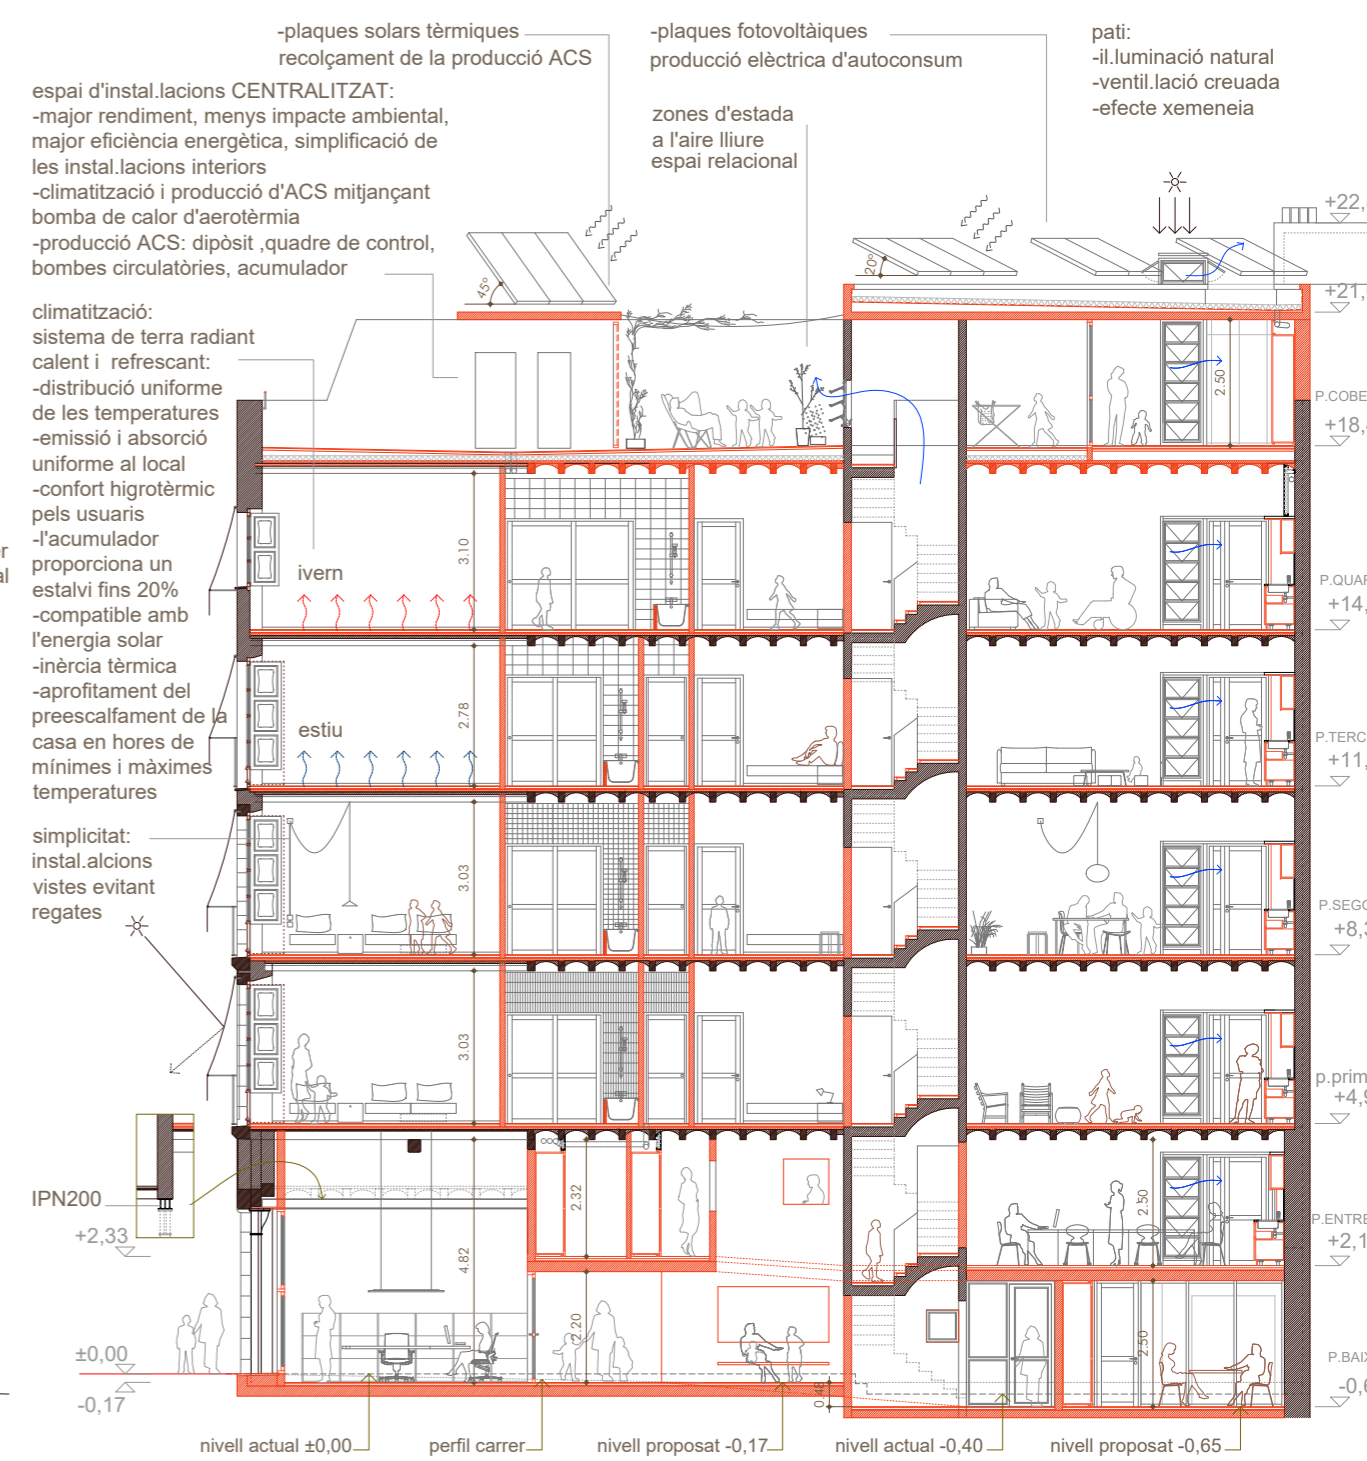 -plaques solars tèrmiques
recolçament de la producció ACS
-plaques fotovoltàiques
producció elèctrica d'autoconsum
pati:
-il.luminació natural
-ventil.lació creuada
-efecte xemeneia
espai d'instal.lacions CENTRALITZAT:
-major rendiment, menys impacte ambiental,
major eficiència energètica, simplificació de
les instal.lacions interiors
-climatització i producció d'ACS mitjançant
bomba de calor d'aerotèrmia
-producció ACS: dipòsit ,quadre de control,
bombes circulatòries, acumulador
zones d'estada
a l'aire lliure
espai relacional
climatització:
sistema de terra radiant
calent i  refrescant:
-distribució uniforme
de les temperatures
-emissió i absorció
uniforme al local
-confort higrotèrmic
pels usuaris
-l'acumulador
proporciona un
estalvi fins 20%
-compatible amb
l'energia solar
-inèrcia tèrmica
-aprofitament del
preescalfament de la
casa en hores de
mínimes i màximes
temperatures
simplicitat:
instal.alcions
vistes evitant
regates
er
al
45º
20º
+22,
+21,
2.50
P.COBE
+18,4
3.10
ivern
P.QUAR
+14,
2.78
estiu
P.TERC
+11,
3.03
P.SEGO
+8,3
3.03
p.prim
+4,9
IPN200
+2,33
4.82
2.32
2.50
P.ENTRE
+2,1
2.20
2.50
±0,00
-0,17
0.48
P.BAIX
-0,6
nivell actual ±0,00
perfil carrer
nivell proposat -0,17
nivell actual -0,40
nivell proposat -0,65